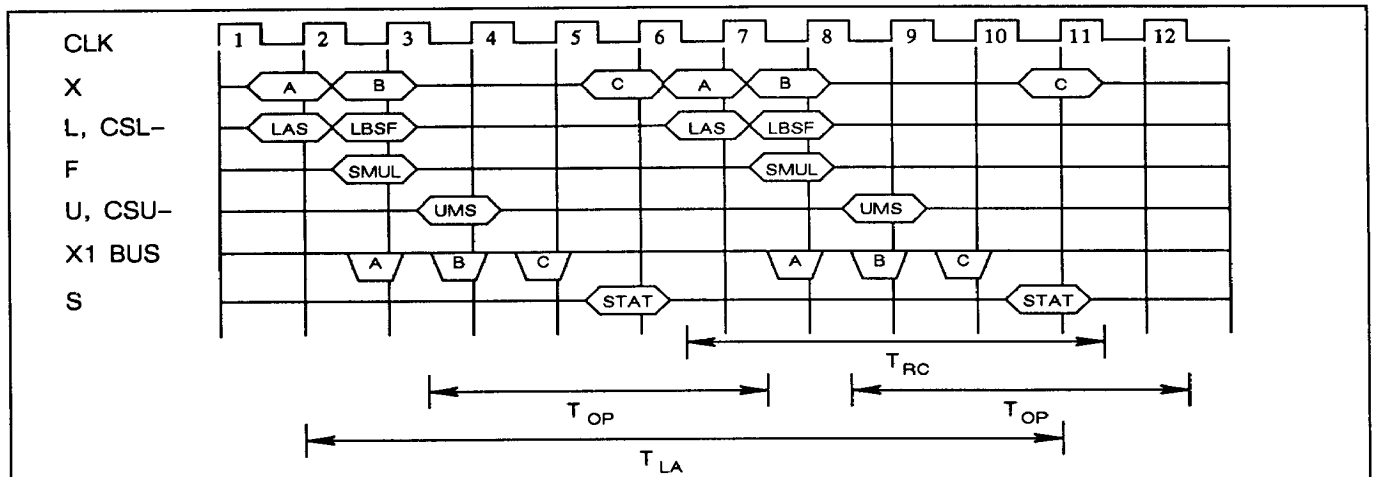 CLK 1 2 3 4 5 6 7 8 9 10 11 12
X A B C A B C
L, CSL- LAS LBSF LAS LBSF
F SMUL SMUL
U, CSU- UMS UMS
X1 BUS A B C A B C
S STAT STAT
T RC
T OP T OP
T LA